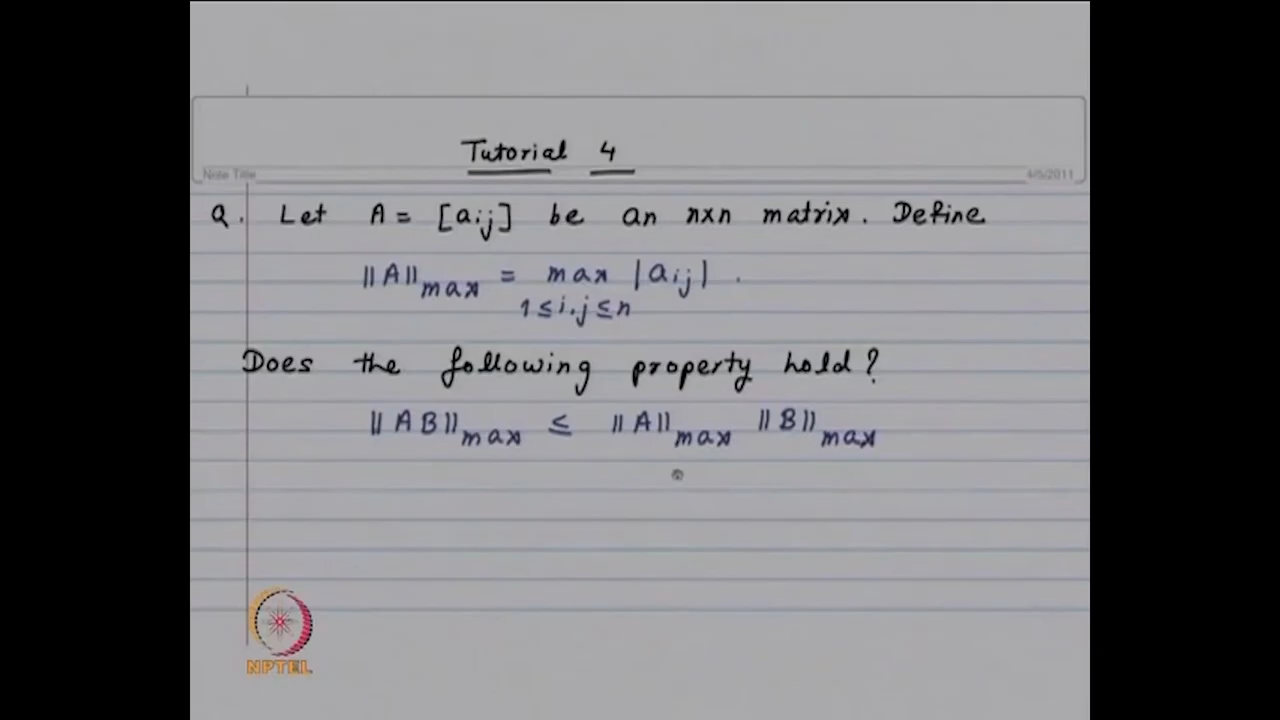 Tutorial 4
Note Title
4/5/2011
Q. Let A = [aij] be an nxn matrix. Define
||A||max = max |aij| .
1 ≤ i,j ≤ n
Does the following property hold?
||AB||max ≤ ||A||max ||B||max
NPTEL